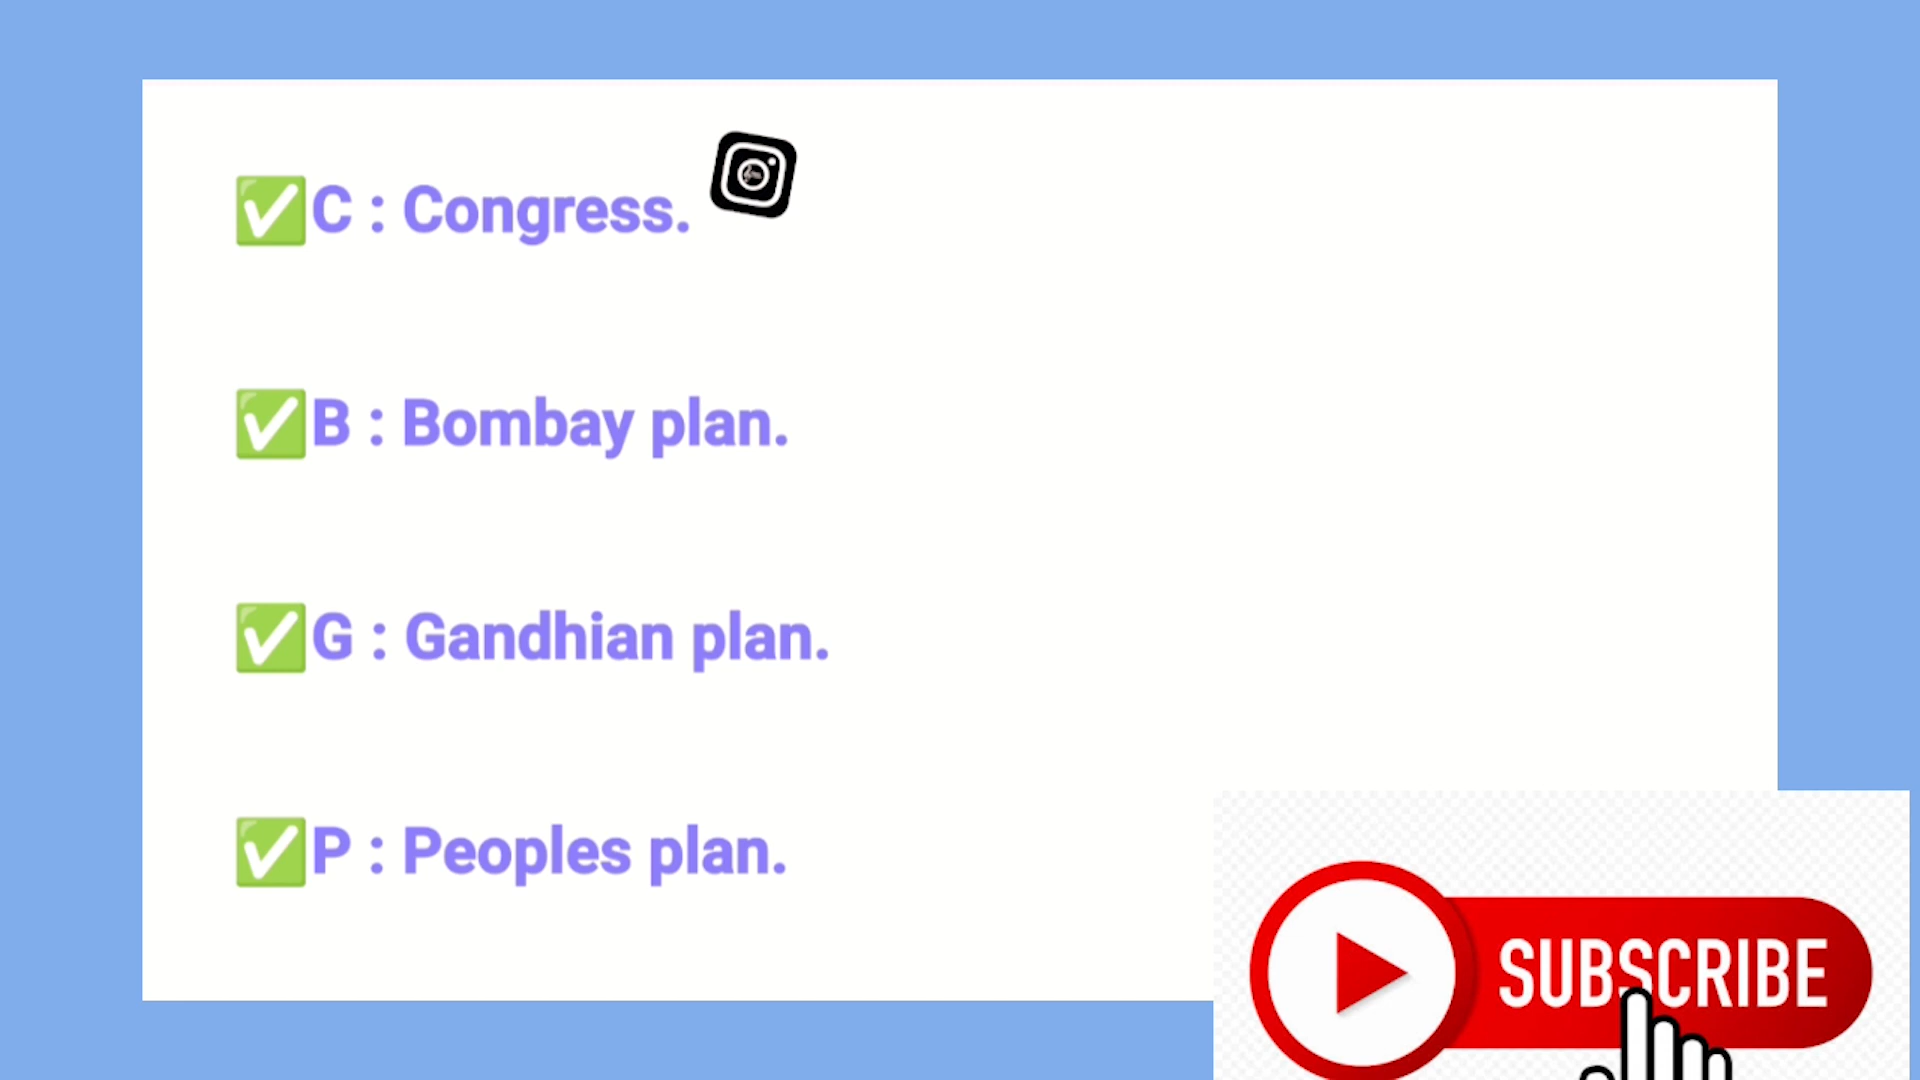 ✅C : Congress.
✅B : Bombay plan.
✅G : Gandhian plan.
✅P : Peoples plan.
SUBSCRIBE